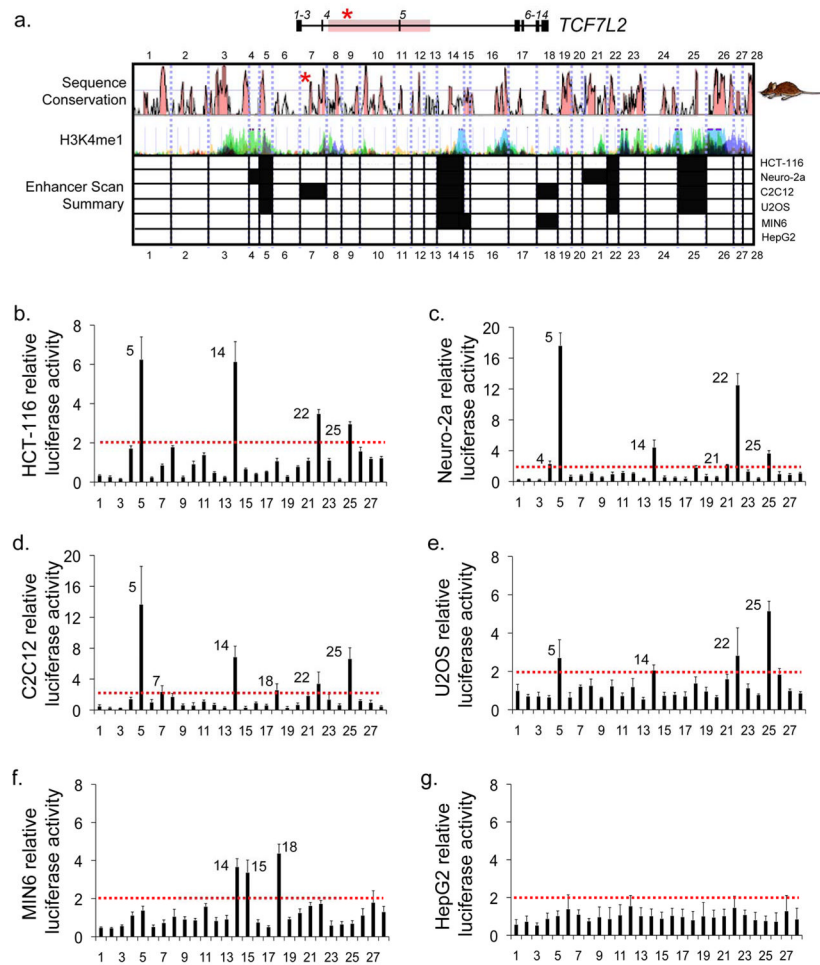 a.
1-3 4 * 5 6-14 TCF7L2
1 2 3 4 5 6 7 8 9 10 11 12 13 14 15 16 17 18 19 20 21 22 23 24 25 26 27 28
Sequence
Conservation
*
H3K4me1
Enhancer Scan
Summary
HCT-116
Neuro-2a
C2C12
U2OS
MIN6
HepG2
1 2 3 4 5 6 7 8 9 10 11 12 13 14 15 16 17 18 19 20 21 22 23 24 25 26 27 28
b.
HCT-116 relative
luciferase activity
8
6
4
2
0
5
14
22
25
1 3 5 7 9 11 13 15 17 19 21 23 25 27
c.
Neuro-2a relative
luciferase activity
20
16
12
8
4
0
4
5
14
21
22
25
1 3 5 7 9 11 13 15 17 19 21 23 25 27
d.
C2C12 relative
luciferase activity
20
16
12
8
4
0
5
7
14
18
22
25
1 3 5 7 9 11 13 15 17 19 21 23 25 27
e.
U2OS relative
luciferase activity
8
6
4
2
0
5
14
22
25
1 3 5 7 9 11 13 15 17 19 21 23 25 27
f.
MIN6 relative
luciferase activity
6
4
2
0
14
15
18
1 3 5 7 9 11 13 15 17 19 21 23 25 27
g.
HepG2 relative
luciferase activity
6
4
2
0
1 3 5 7 9 11 13 15 17 19 21 23 25 27